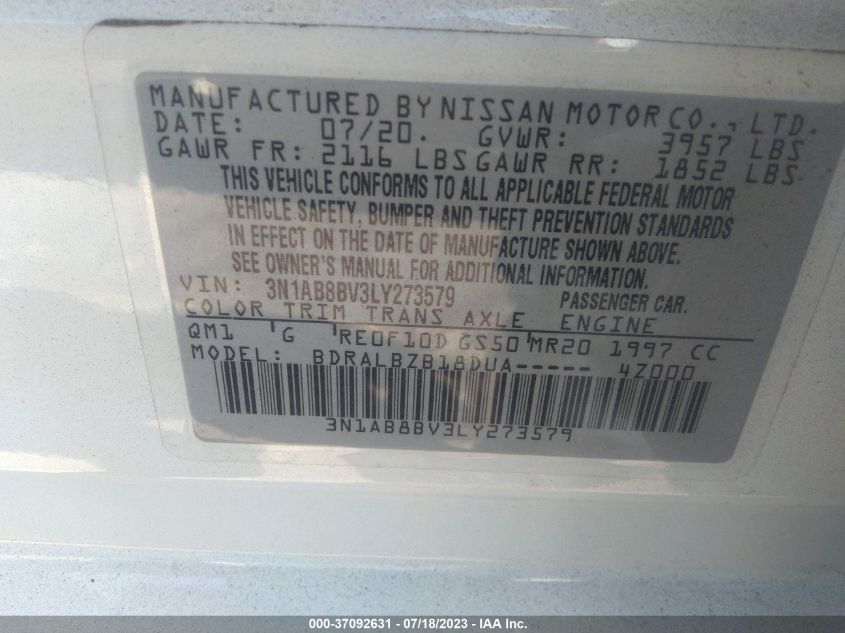 MANUFACTURED BY NISSAN MOTOR CO., LTD.
DATE: 07/20. GVWR: 3957 LBS
GAWR FR: 2116 LBS GAWR RR: 1852 LBS
THIS VEHICLE CONFORMS TO ALL APPLICABLE FEDERAL MOTOR
VEHICLE SAFETY, BUMPER AND THEFT PREVENTION STANDARDS
IN EFFECT ON THE DATE OF MANUFACTURE SHOWN ABOVE.
SEE OWNER'S MANUAL FOR ADDITIONAL INFORMATION.
VIN: 3N1AB8BV3LY273579 PASSENGER CAR.
COLOR TRIM TRANS AXLE ENGINE
QM1 G RE0F10D GS50 MR20 1997 CC
MODEL: BDRALBZB18DUA----- 4Z000
3N1AB8BV3LY273579
000-37092631 - 07/18/2023 - IAA Inc.